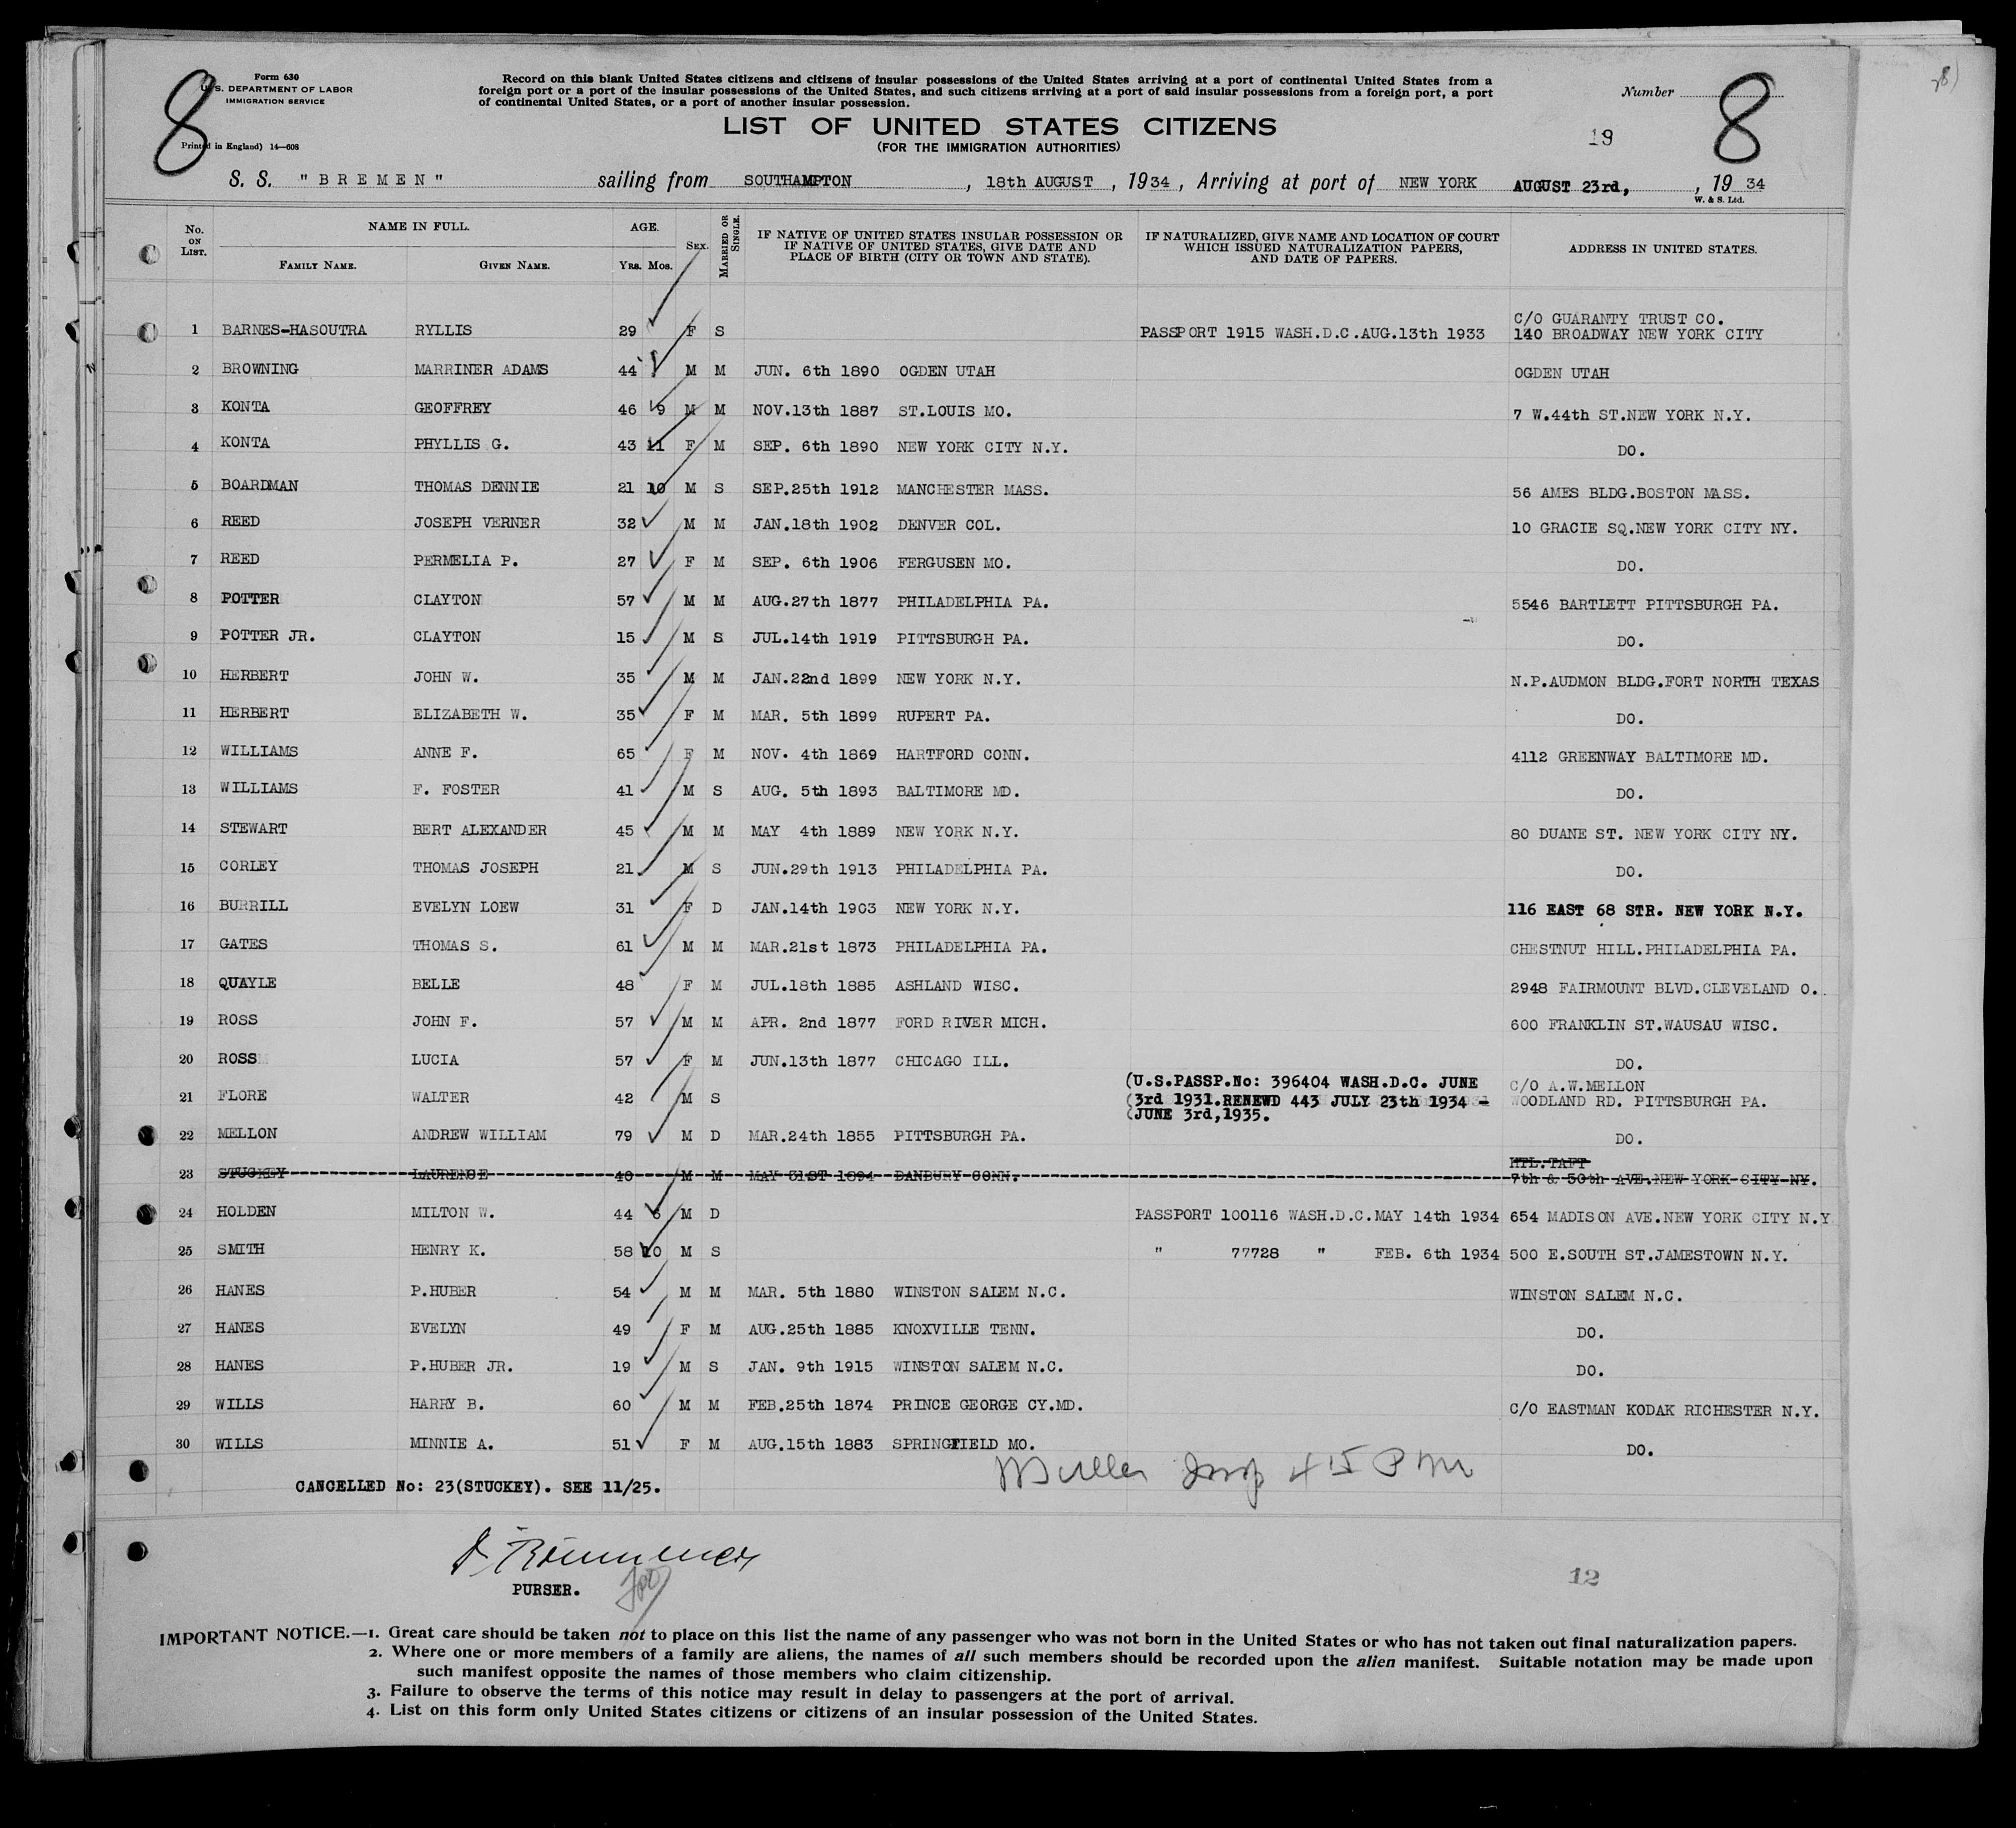 8
Form 630
U.S. DEPARTMENT OF LABOR
IMMIGRATION SERVICE
Printed in England) 14—608
Record on this blank United States citizens and citizens of insular possessions of the United States arriving at a port of continental United States from a
foreign port or a port of the insular possessions of the United States, and such citizens arriving at a port of said insular possessions from a foreign port, a port
of continental United States, or a port of another insular possession.
Number
8
LIST OF UNITED STATES CITIZENS
(FOR THE IMMIGRATION AUTHORITIES)
19
S. S. "BREMEN" sailing from SOUTHAMPTON, 18th AUGUST, 1934, Arriving at port of NEW YORK AUGUST 23rd,, 19 34
W. & S. Ltd.
No. ON LIST. NAME IN FULL. FAMILY NAME. GIVEN NAME. AGE. YRS. MOS. SEX. MARRIED OR SINGLE. IF NATIVE OF UNITED STATES INSULAR POSSESSION OR IF NATIVE OF UNITED STATES, GIVE DATE AND PLACE OF BIRTH (CITY OR TOWN AND STATE). IF NATURALIZED, GIVE NAME AND LOCATION OF COURT WHICH ISSUED NATURALIZATION PAPERS, AND DATE OF PAPERS. ADDRESS IN UNITED STATES.
C/O GUARANTY TRUST CO.
1 BARNES-HASOUTRA RYLLIS 29 F S PASSPORT 1915 WASH.D.C.AUG.13th 1933 140 BROADWAY NEW YORK CITY
2 BROWNING MARRINER ADAMS 44 M M JUN. 6th 1890 OGDEN UTAH OGDEN UTAH
3 KONTA GEOFFREY 46 9 M M NOV.13th 1887 ST.LOUIS MO. 7 W.44th ST.NEW YORK N.Y.
4 KONTA PHYLLIS G. 43 11 F M SEP. 6th 1890 NEW YORK CITY N.Y. DO.
5 BOARDMAN THOMAS DENNIE 21 10 M S SEP.25th 1912 MANCHESTER MASS. 56 AMES BLDG.BOSTON MASS.
6 REED JOSEPH VERNER 32 M M JAN.18th 1902 DENVER COL. 10 GRACIE SQ.NEW YORK CITY NY.
7 REED PERMELIA P. 27 F M SEP. 6th 1906 FERGUSEN MO. DO.
8 POTTER CLAYTON 57 M M AUG.27th 1877 PHILADELPHIA PA. 5546 BARTLETT PITTSBURGH PA.
9 POTTER JR. CLAYTON 15 M S JUL.14th 1919 PITTSBURGH PA. DO.
10 HERBERT JOHN W. 35 M M JAN.22nd 1899 NEW YORK N.Y. N.P.AUDMON BLDG.FORT NORTH TEXAS
11 HERBERT ELIZABETH W. 35 F M MAR. 5th 1899 RUPERT PA. DO.
12 WILLIAMS ANNE F. 65 F M NOV. 4th 1869 HARTFORD CONN. 4112 GREENWAY BALTIMORE MD.
13 WILLIAMS F. FOSTER 41 M S AUG. 5th 1893 BALTIMORE MD. DO.
14 STEWART BERT ALEXANDER 45 M M MAY 4th 1889 NEW YORK N.Y. 80 DUANE ST. NEW YORK CITY NY.
15 CORLEY THOMAS JOSEPH 21 M S JUN.29th 1913 PHILADELPHIA PA. DO.
16 BURRILL EVELYN LOEW 31 F D JAN.14th 1903 NEW YORK N.Y. 116 EAST 68 STR. NEW YORK N.Y.
17 GATES THOMAS S. 61 M M MAR.21st 1873 PHILADELPHIA PA. CHESTNUT HILL.PHILADELPHIA PA.
18 QUAYLE BELLE 48 F M JUL.18th 1885 ASHLAND WISC. 2948 FAIRMOUNT BLVD.CLEVELAND O.
19 ROSS JOHN F. 57 M M APR. 2nd 1877 FORD RIVER MICH. 600 FRANKLIN ST.WAUSAU WISC.
20 ROSS LUCIA 57 F M JUN.13th 1877 CHICAGO ILL. DO.
(U.S.PASSP.No: 396404 WASH.D.C. JUNE C/O A.W.MELLON
21 FLORE WALTER 42 M S (3rd 1931.RENEWD 443 JULY 23th 1934 - WOODLAND RD. PITTSBURGH PA.
(JUNE 3rd,1935.
22 MELLON ANDREW WILLIAM 79 M D MAR.24th 1855 PITTSBURGH PA. DO.
HTL.TAFT
23 STUCKEY LAURENCE 40 M M MAY 31ST 1894 DANBURY CONN. 7th & 50th AVE.NEW YORK CITY NY.
24 HOLDEN MILTON W. 44 6 M D PASSPORT 100116 WASH.D.C.MAY 14th 1934 654 MADISON AVE.NEW YORK CITY N.Y
25 SMITH HENRY K. 58 10 M S " 77728 " FEB. 6th 1934 500 E.SOUTH ST.JAMESTOWN N.Y.
26 HANES P.HUBER 54 M M MAR. 5th 1880 WINSTON SALEM N.C. WINSTON SALEM N.C.
27 HANES EVELYN 49 F M AUG.25th 1885 KNOXVILLE TENN. DO.
28 HANES P.HUBER JR. 19 M S JAN. 9th 1915 WINSTON SALEM N.C. DO.
29 WILLS HARRY B. 60 M M FEB.25th 1874 PRINCE GEORGE CY.MD. C/O EASTMAN KODAK RICHESTER N.Y.
30 WILLS MINNIE A. 51 F M AUG.15th 1883 SPRINGFIELD MO. DO.
CANCELLED No: 23(STUCKEY). SEE 11/25.
PURSER.
12
IMPORTANT NOTICE.—1. Great care should be taken not to place on this list the name of any passenger who was not born in the United States or who has not taken out final naturalization papers.
2. Where one or more members of a family are aliens, the names of all such members should be recorded upon the alien manifest. Suitable notation may be made upon
such manifest opposite the names of those members who claim citizenship.
3. Failure to observe the terms of this notice may result in delay to passengers at the port of arrival.
4. List on this form only United States citizens or citizens of an insular possession of the United States.